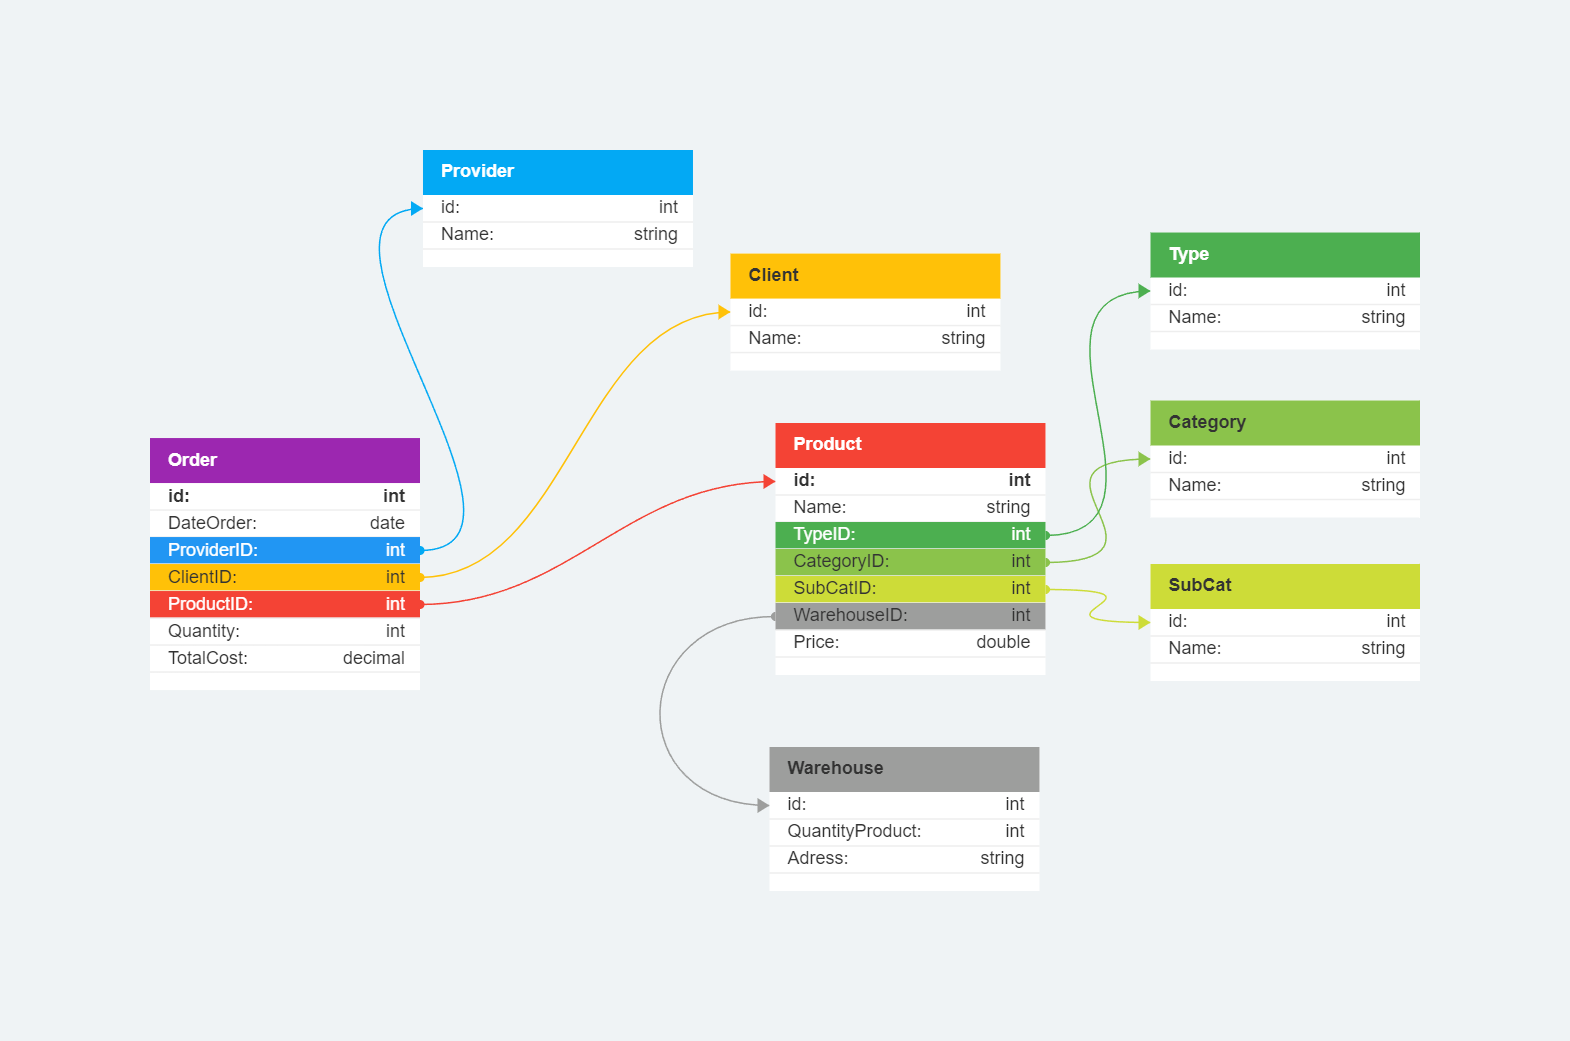 Provider
id: int
Name: string
Client
id: int
Name: string
Type
id: int
Name: string
Order
id: int
DateOrder: date
ProviderID: int
ClientID: int
ProductID: int
Quantity: int
TotalCost: decimal
Product
id: int
Name: string
TypeID: int
CategoryID: int
SubCatID: int
WarehouseID: int
Price: double
Category
id: int
Name: string
SubCat
id: int
Name: string
Warehouse
id: int
QuantityProduct: int
Adress: string